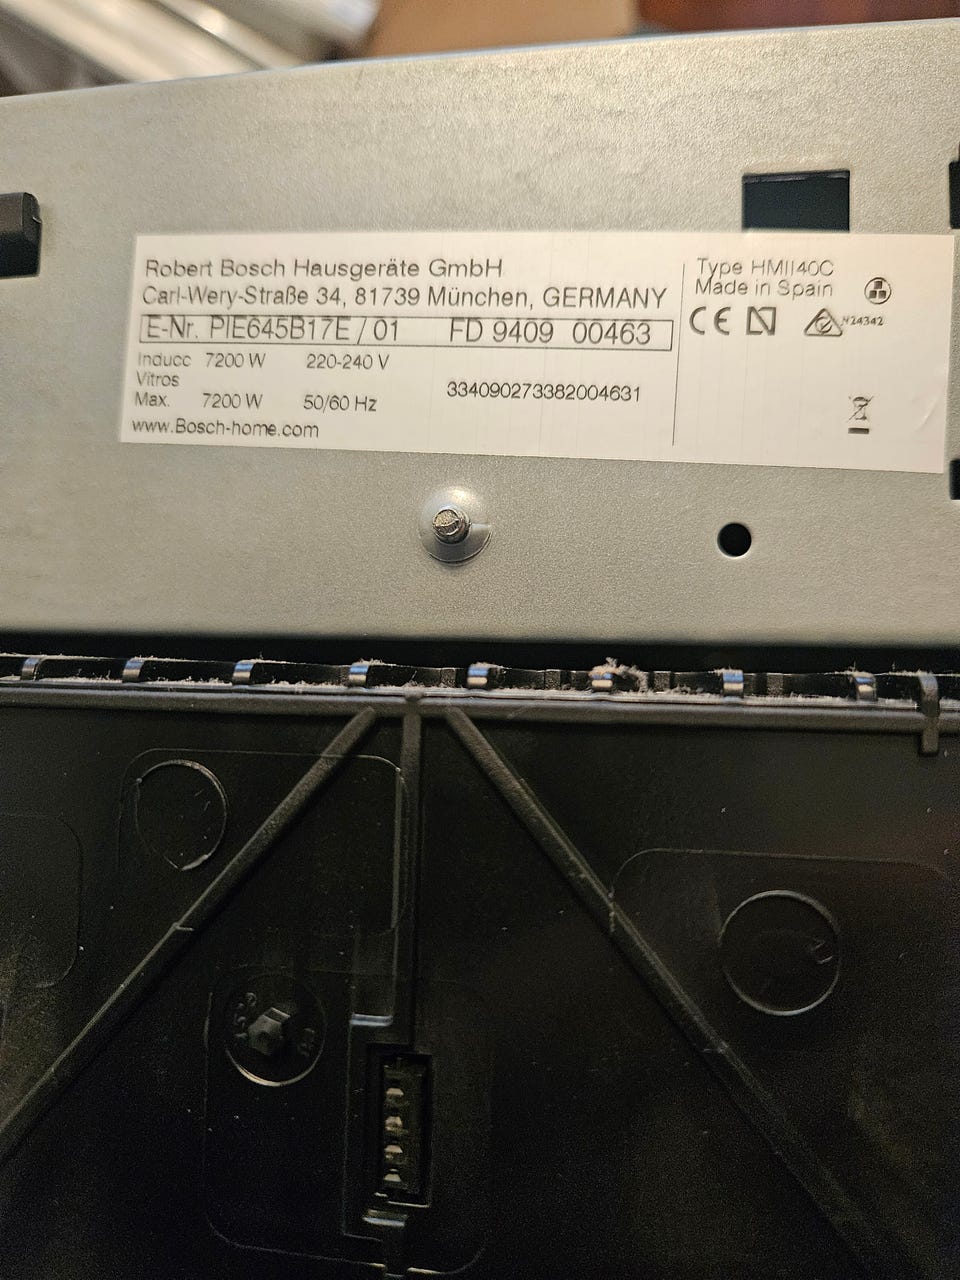 Robert Bosch Hausgeräte GmbH
Carl-Wery-Straße 34, 81739 München, GERMANY
E-Nr. PIE645B17E / 01 FD 9409 00463
Inducc 7200 W 220-240 V
Vitros
Max. 7200 W 50/60 Hz
334090273382004631
www.Bosch-home.com
Type HMII40C
Made in Spain
CE N
N24342